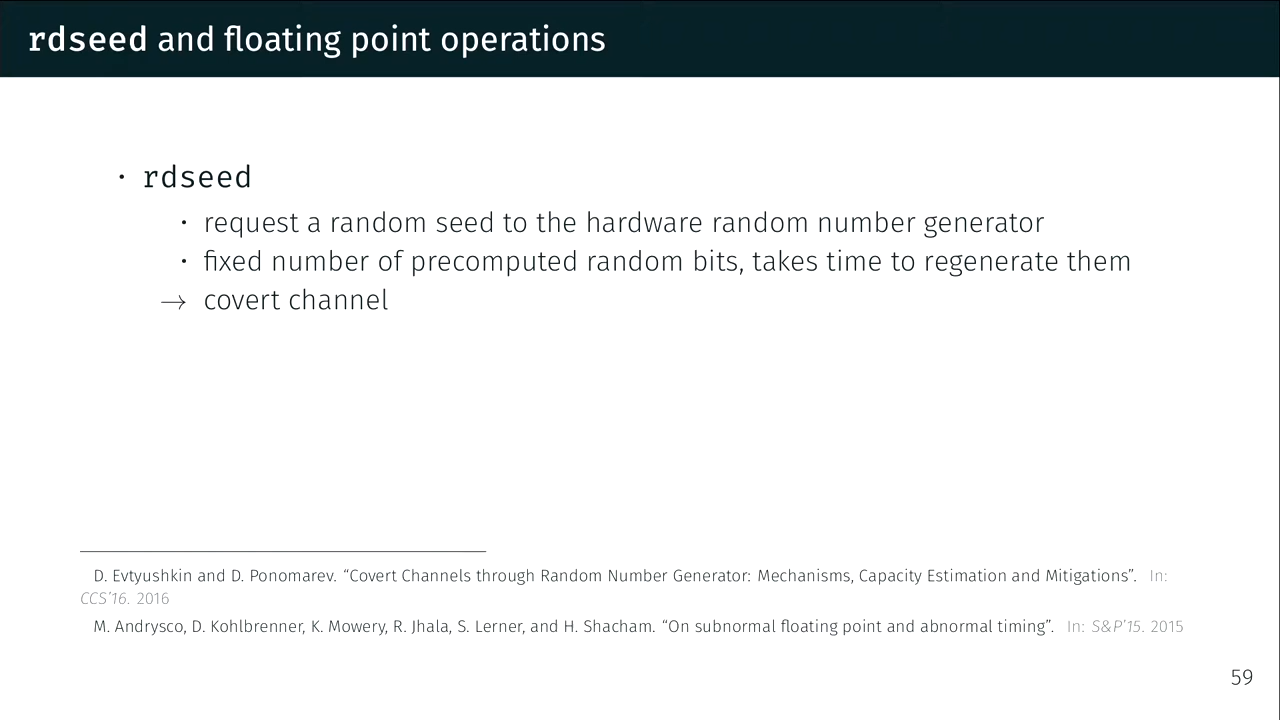 rdseed and floating point operations
· rdseed
· request a random seed to the hardware random number generator
· fixed number of precomputed random bits, takes time to regenerate them
→ covert channel
D. Evtyushkin and D. Ponomarev. “Covert Channels through Random Number Generator: Mechanisms, Capacity Estimation and Mitigations”. In:
CCS’16. 2016
M. Andrysco, D. Kohlbrenner, K. Mowery, R. Jhala, S. Lerner, and H. Shacham. “On subnormal floating point and abnormal timing”. In: S&P’15. 2015
59